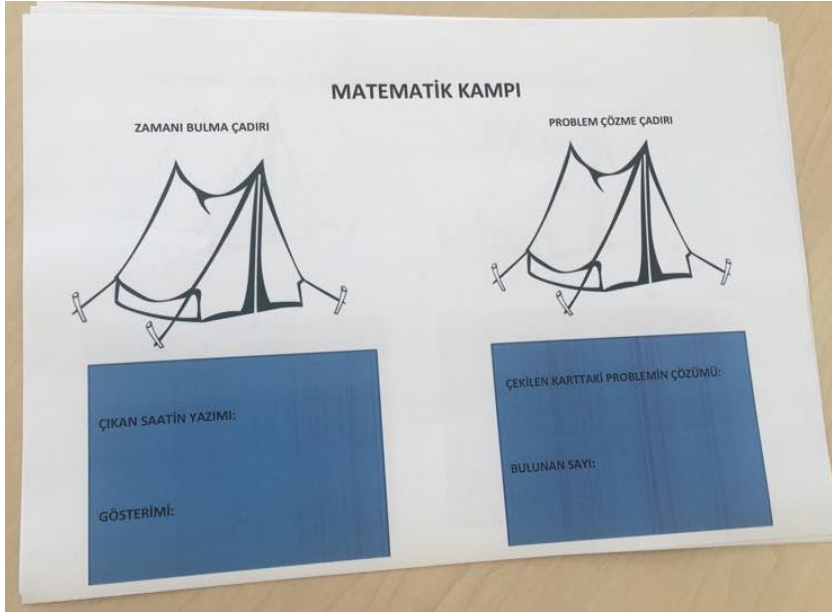 MATEMATİK KAMPI
ZAMANI BULMA ÇADIRI
PROBLEM ÇÖZME ÇADIRI
ÇIKAN SAATİN YAZIMI:
GÖSTERİMİ:
ÇEKİLEN KARTTAKİ PROBLEMİN ÇÖZÜMÜ:
BULUNAN SAYI: